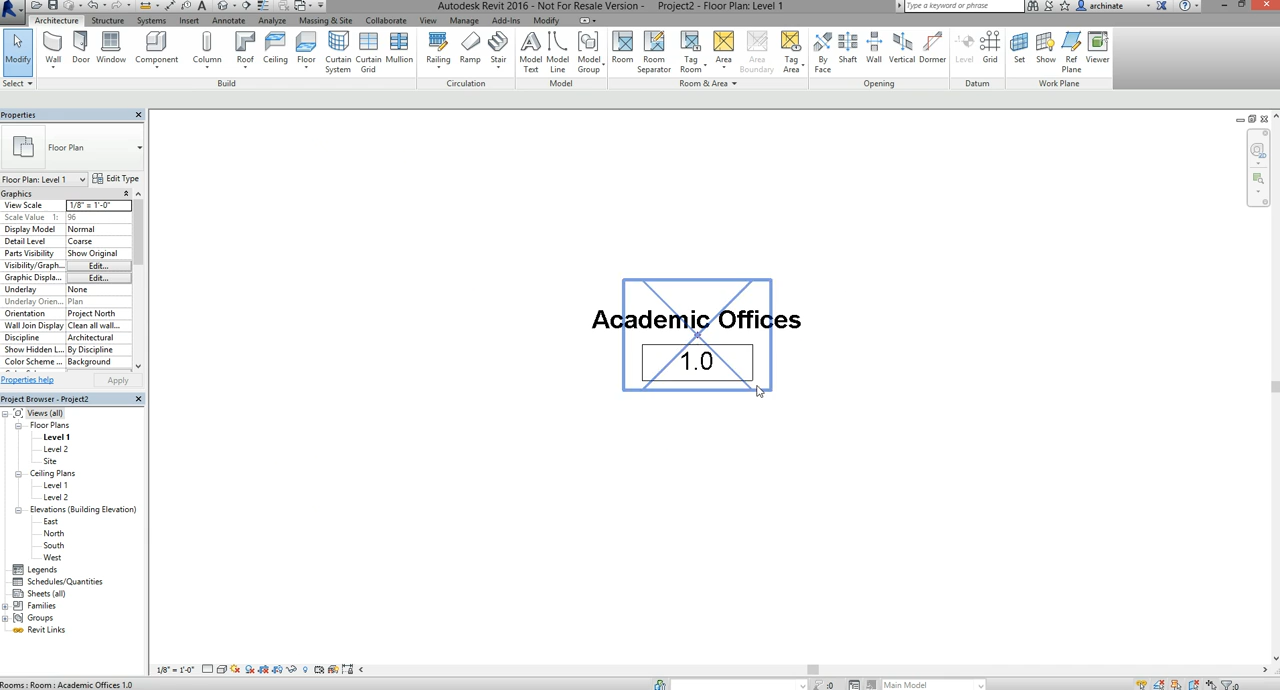 Autodesk Revit 2016 - Not For Resale Version - Project2 - Floor Plan: Level 1
Type a keyword or phrase
archinate
Architecture Structure Systems Insert Annotate Analyze Massing & Site Collaborate View Manage Add-Ins Modify
Modify Wall Door Window Component Column Roof Ceiling Floor Curtain System Curtain Grid Mullion Railing Ramp Stair Model Text Model Line Model Group Room Room Separator Tag Room Area Area Boundary Tag Area By Face Shaft Wall Vertical Dormer Level Grid Set Show Ref Plane Viewer
Select Build Circulation Model Room & Area Opening Datum Work Plane
Properties
Floor Plan
Floor Plan: Level 1 Edit Type
Graphics
View Scale 1/8" = 1'-0"
Scale Value 1: 96
Display Model Normal
Detail Level Coarse
Parts Visibility Show Original
Visibility/Graph... Edit...
Graphic Displa... Edit...
Underlay None
Underlay Orien... Plan
Orientation Project North
Wall Join Display Clean all wall...
Discipline Architectural
Show Hidden L... By Discipline
Color Scheme ... Background
Properties help Apply
Project Browser - Project2
Views (all)
Floor Plans
Level 1
Level 2
Site
Ceiling Plans
Level 1
Level 2
Elevations (Building Elevation)
East
North
South
West
Legends
Schedules/Quantities
Sheets (all)
Families
Groups
Revit Links
Academic Offices
1.0
1/8" = 1'-0"
Rooms : Room : Academic Offices 1.0
:0
Main Model
:0